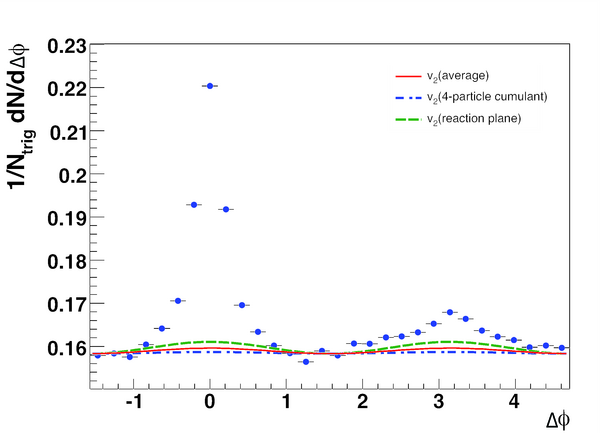 1/Ntrig dN/dΔϕ
0.23
0.22
0.21
0.2
0.19
0.18
0.17
0.16
v2(average)
v2(4-particle cumulant)
v2(reaction plane)
-1 0 1 2 3 4
Δϕ